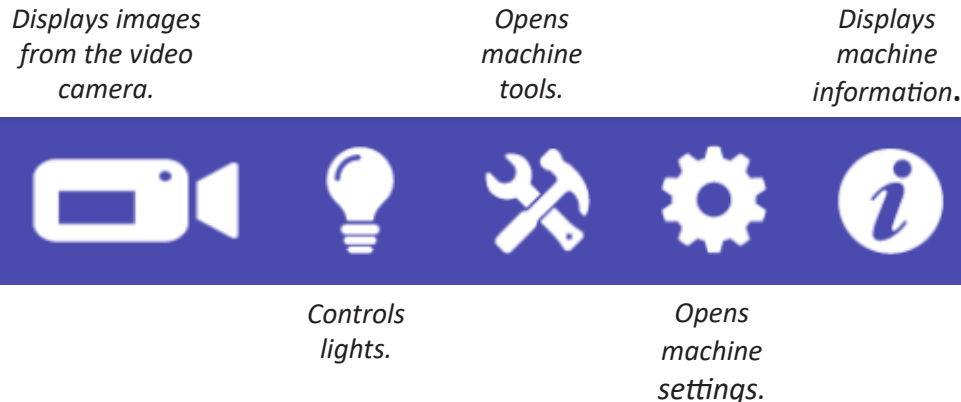 Displays images
from the video
camera.
Opens
machine
tools.
Displays
machine
information.
i
Controls
lights.
Opens
machine
settings.